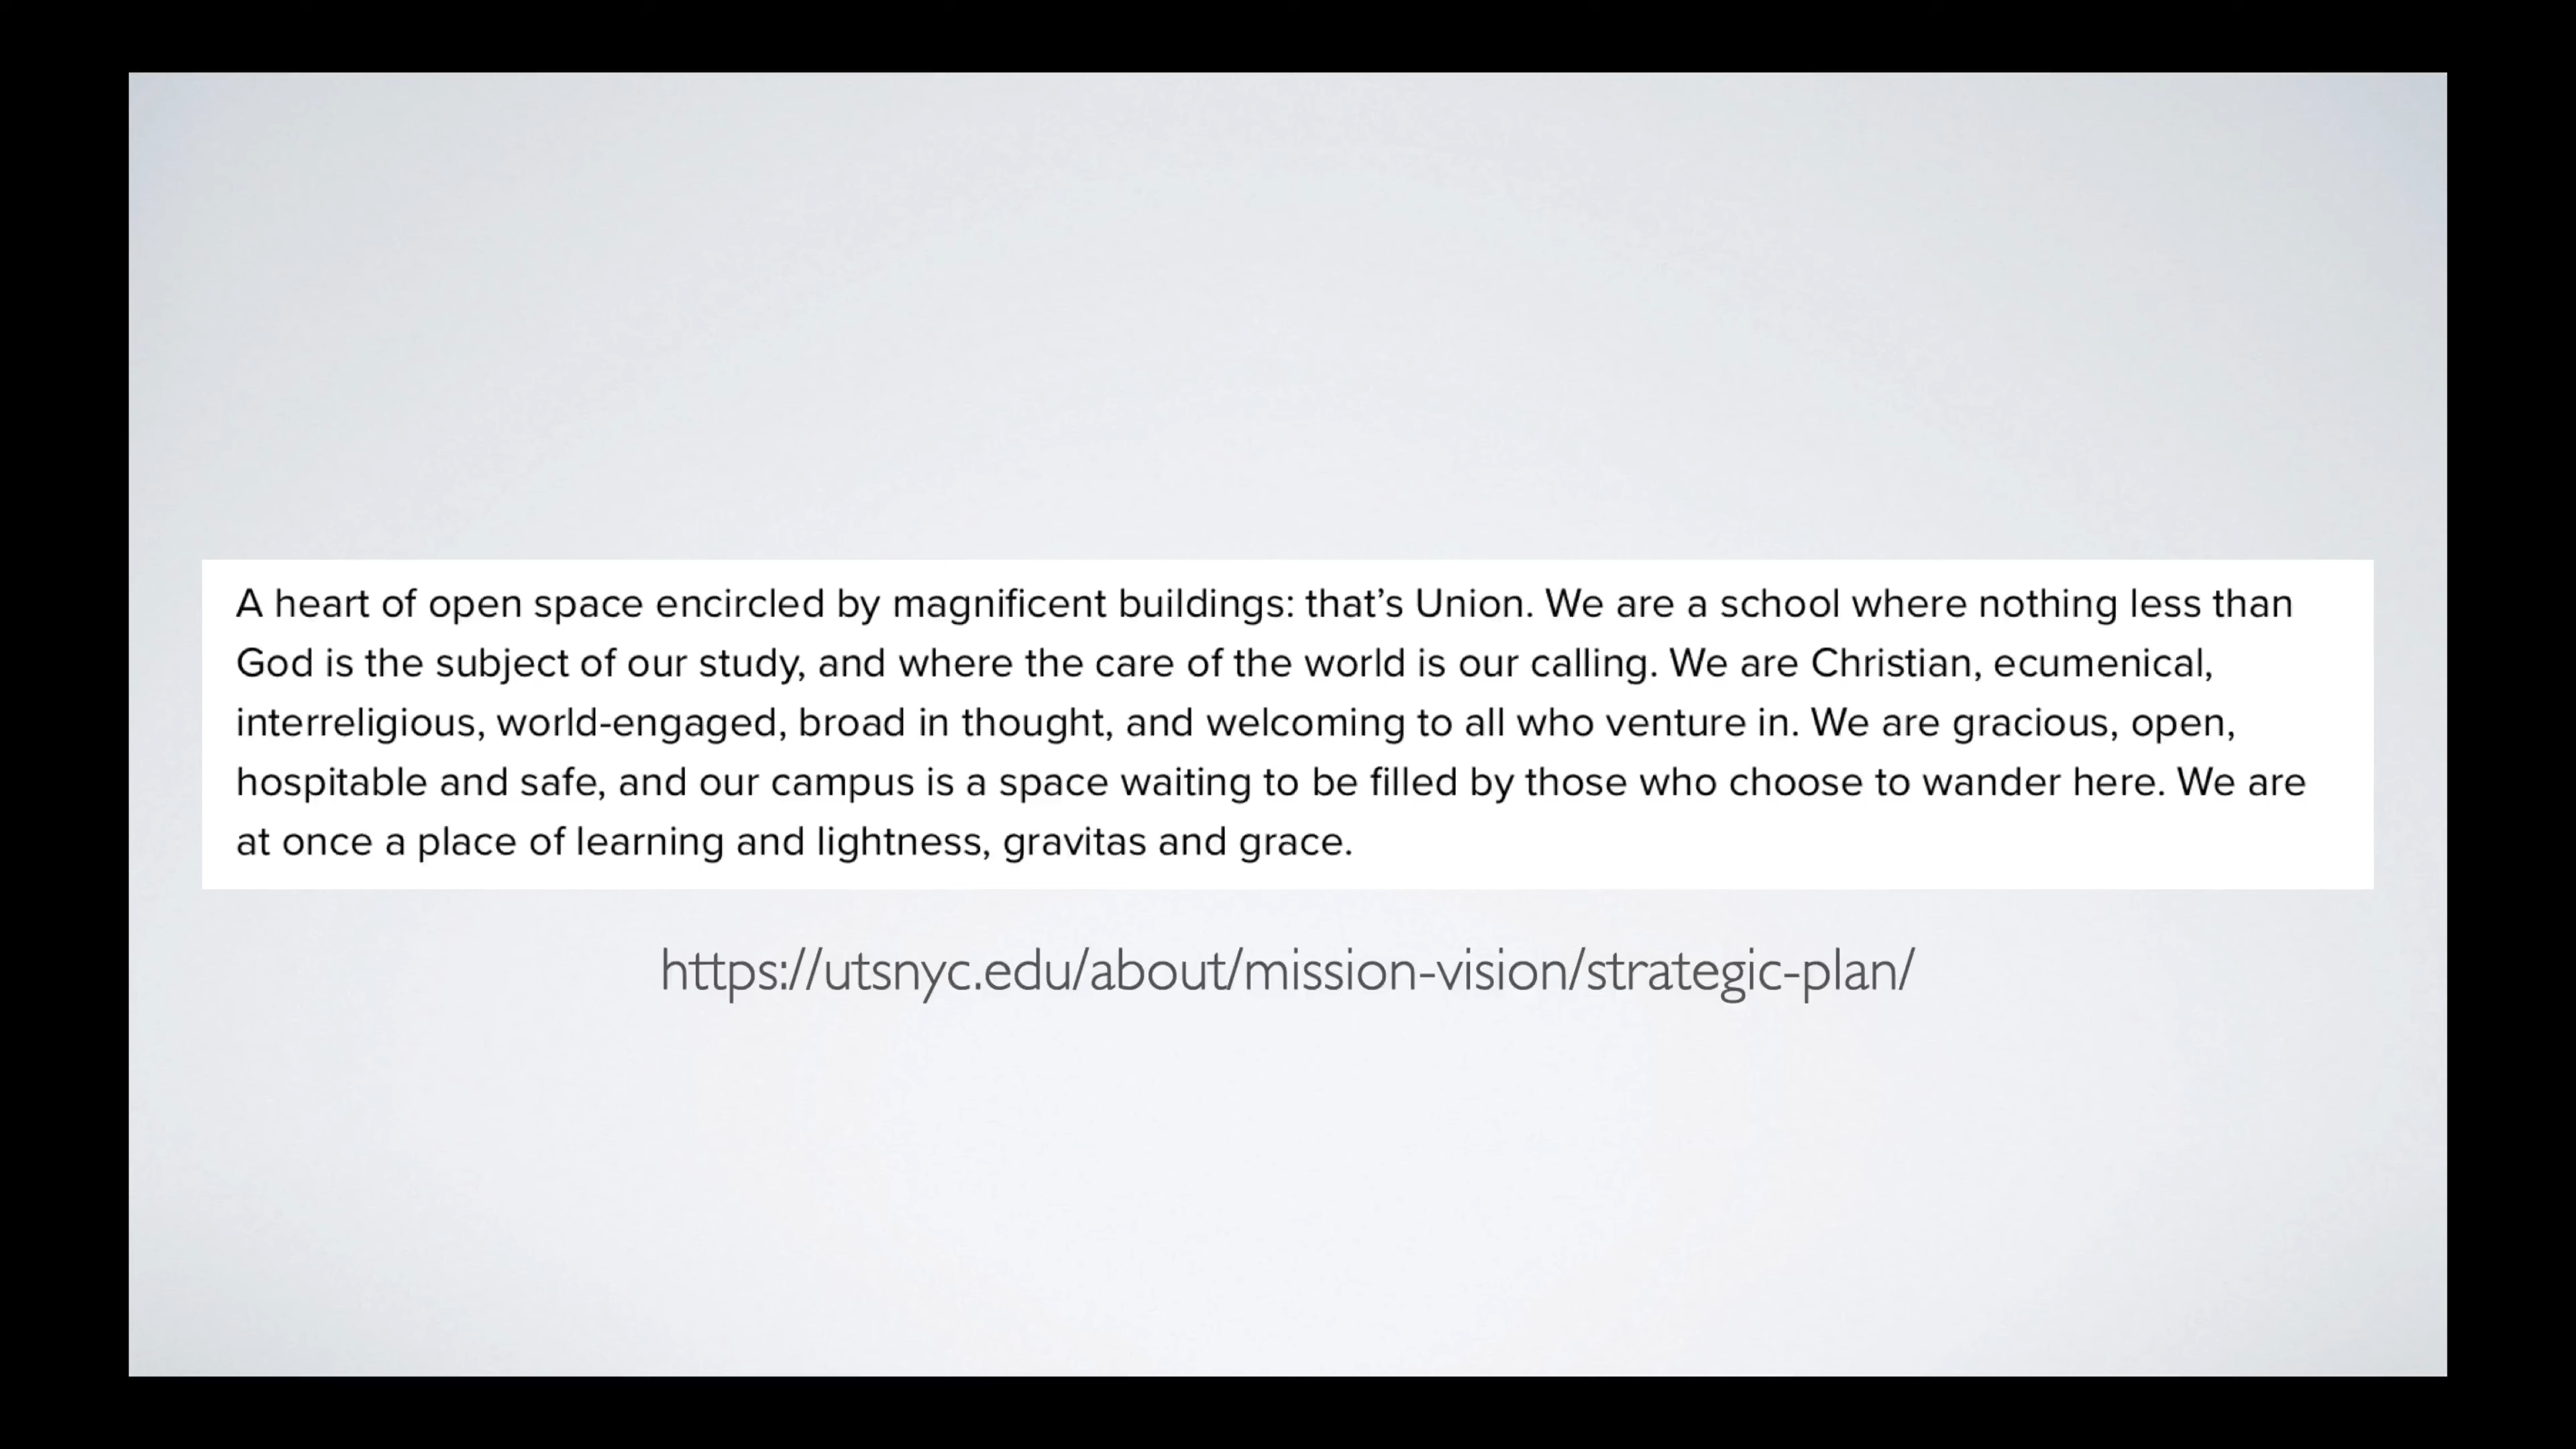 A heart of open space encircled by magnificent buildings: that’s Union. We are a school where nothing less than
God is the subject of our study, and where the care of the world is our calling. We are Christian, ecumenical,
interreligious, world-engaged, broad in thought, and welcoming to all who venture in. We are gracious, open,
hospitable and safe, and our campus is a space waiting to be filled by those who choose to wander here. We are
at once a place of learning and lightness, gravitas and grace.
https://utsnyc.edu/about/mission-vision/strategic-plan/